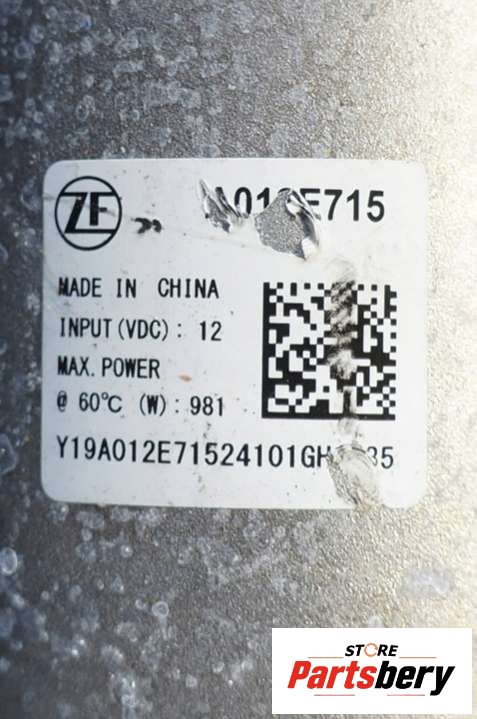 ZF
MADE IN CHINA
INPUT(VDC): 12
MAX. POWER
@ 60℃ (W): 981
STORE
Partsbery